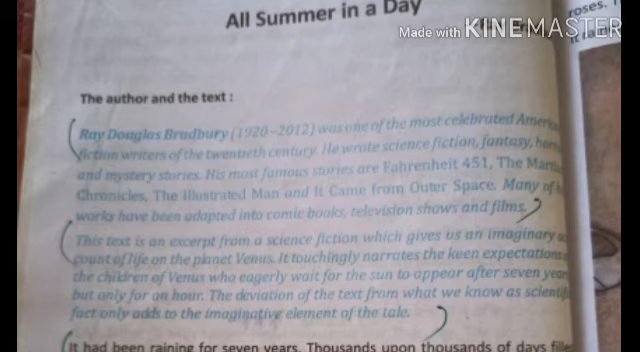 All Summer in a Day
Made with KINEMASTER
roses.
The author and the text :
Ray Douglas Bradbury (1920-2012) was one of the most celebrated
fiction writers of the twentieth century. He wrote science fiction, fantasy,
and mystery stories. His most famous stories are Fahrenheit 451, The
Chronicles, The Illustrated Man and It Came from Outer Space. Many of
works have been adapted into comic books, television shows and films.
This text is an excerpt from a science fiction which gives us an imaginary
count of life on the planet Venus. It touchingly narrates the keen expectations
the children of Venus who eagerly wait for the sun to appear after seven
but only for an hour. The deviation of the text from what we know as
fact only adds to the imaginative element of the tale.
It had been raining for seven years. Thousands upon thousands of days